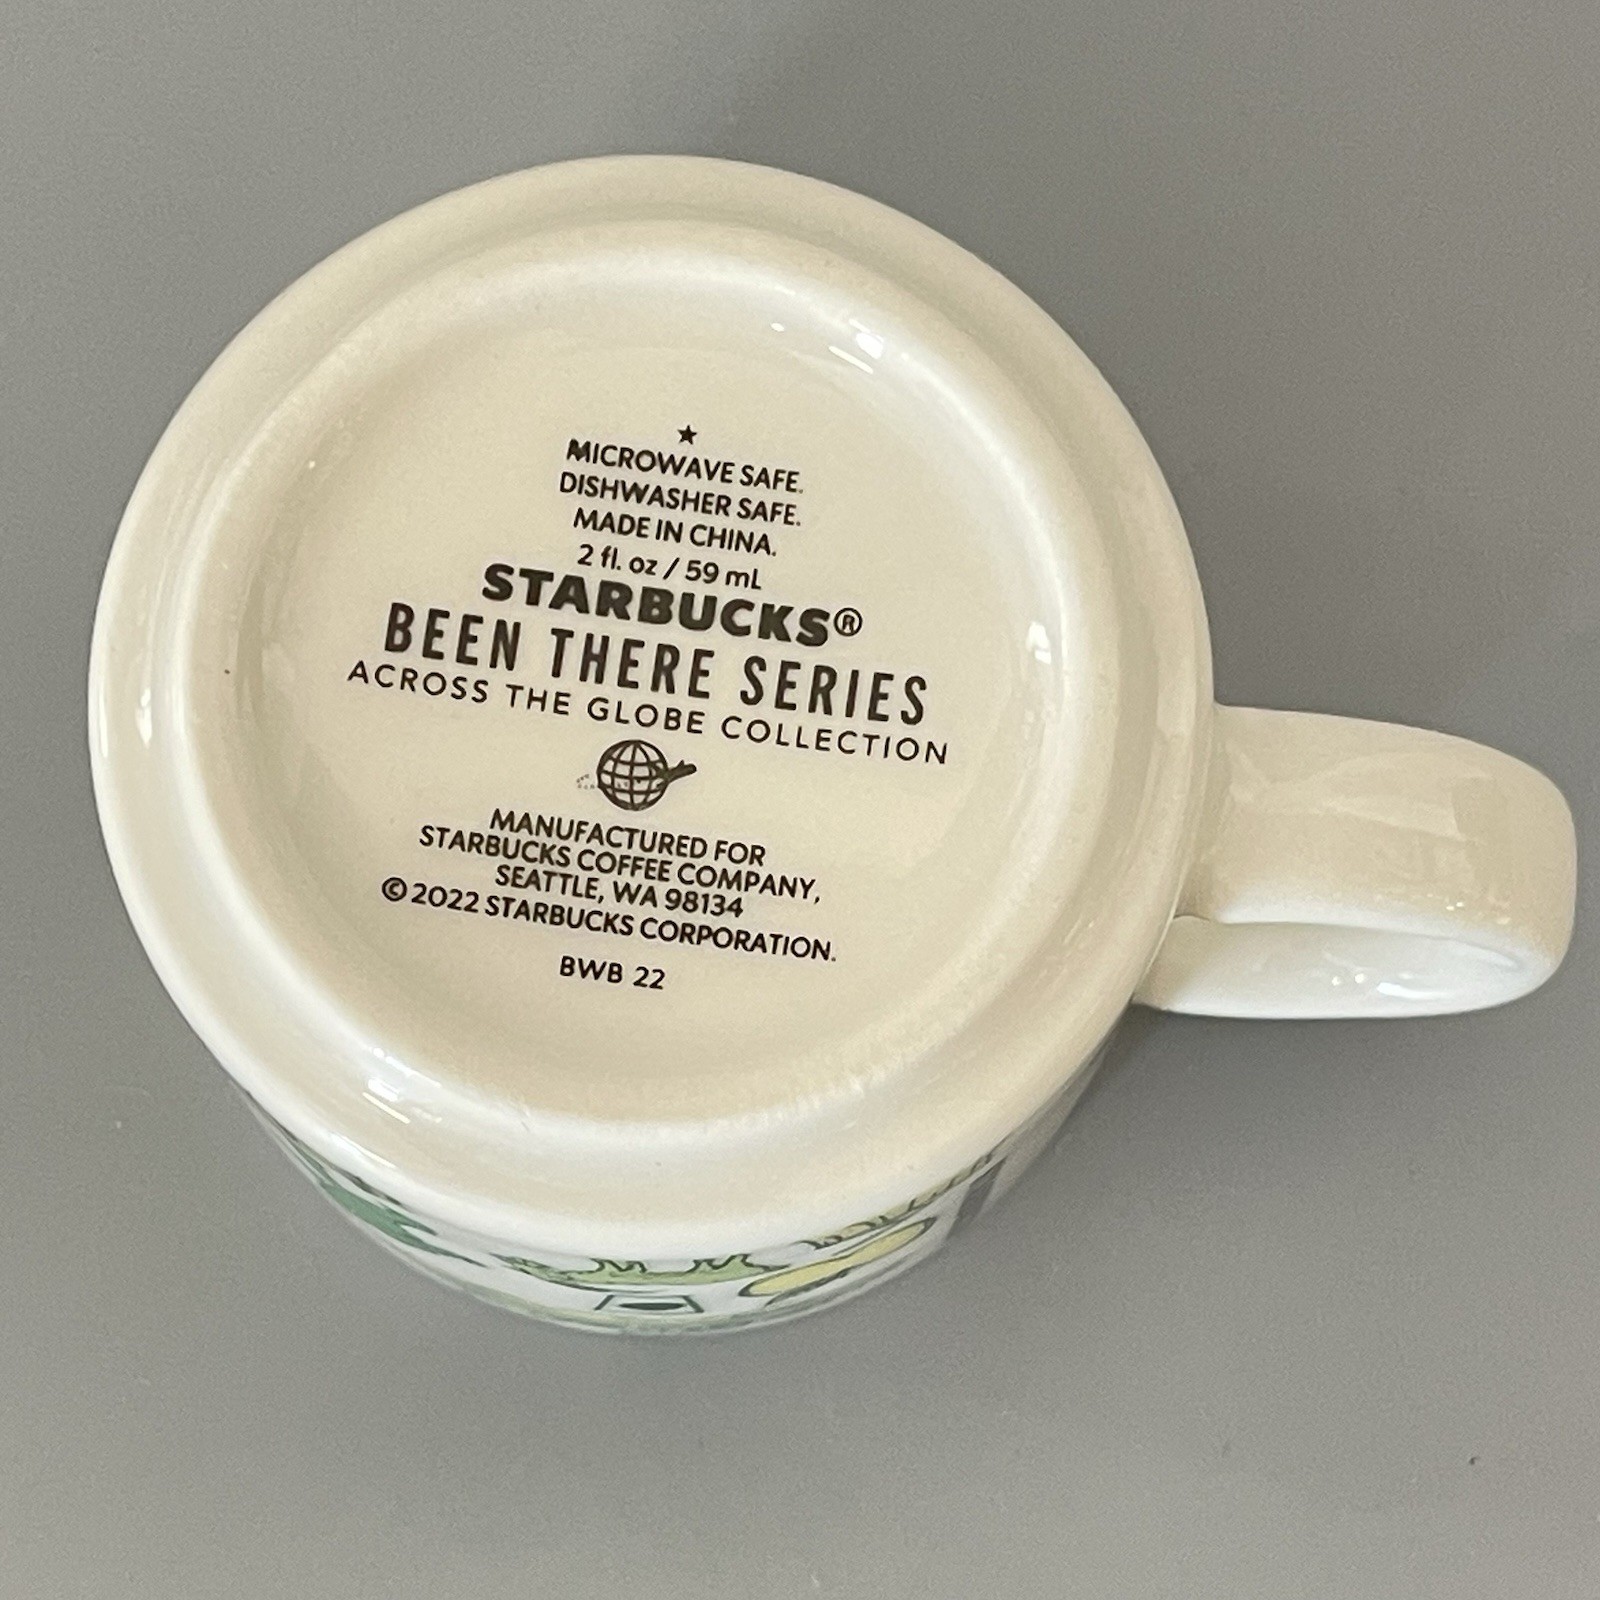 MICROWAVE SAFE.
DISHWASHER SAFE.
MADE IN CHINA.
2 fl. oz / 59 mL
STARBUCKS®
BEEN THERE SERIES
ACROSS THE GLOBE COLLECTION
MANUFACTURED FOR
STARBUCKS COFFEE COMPANY,
SEATTLE, WA 98134
©2022 STARBUCKS CORPORATION.
BWB 22